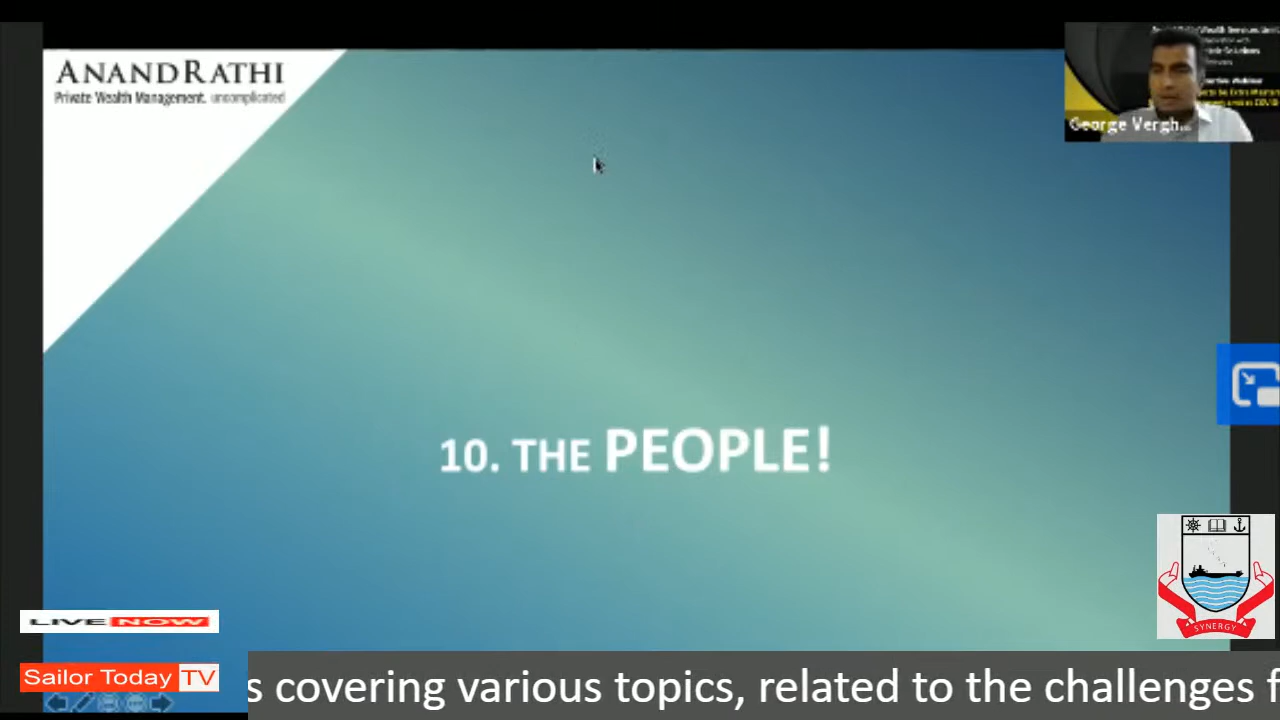 ANANDRATHI
Private Wealth Management. uncomplicated
George Vergh...
10. THE PEOPLE!
SYNERGY
LIVE NOW
Sailor Today TV
s covering various topics, related to the challenges f